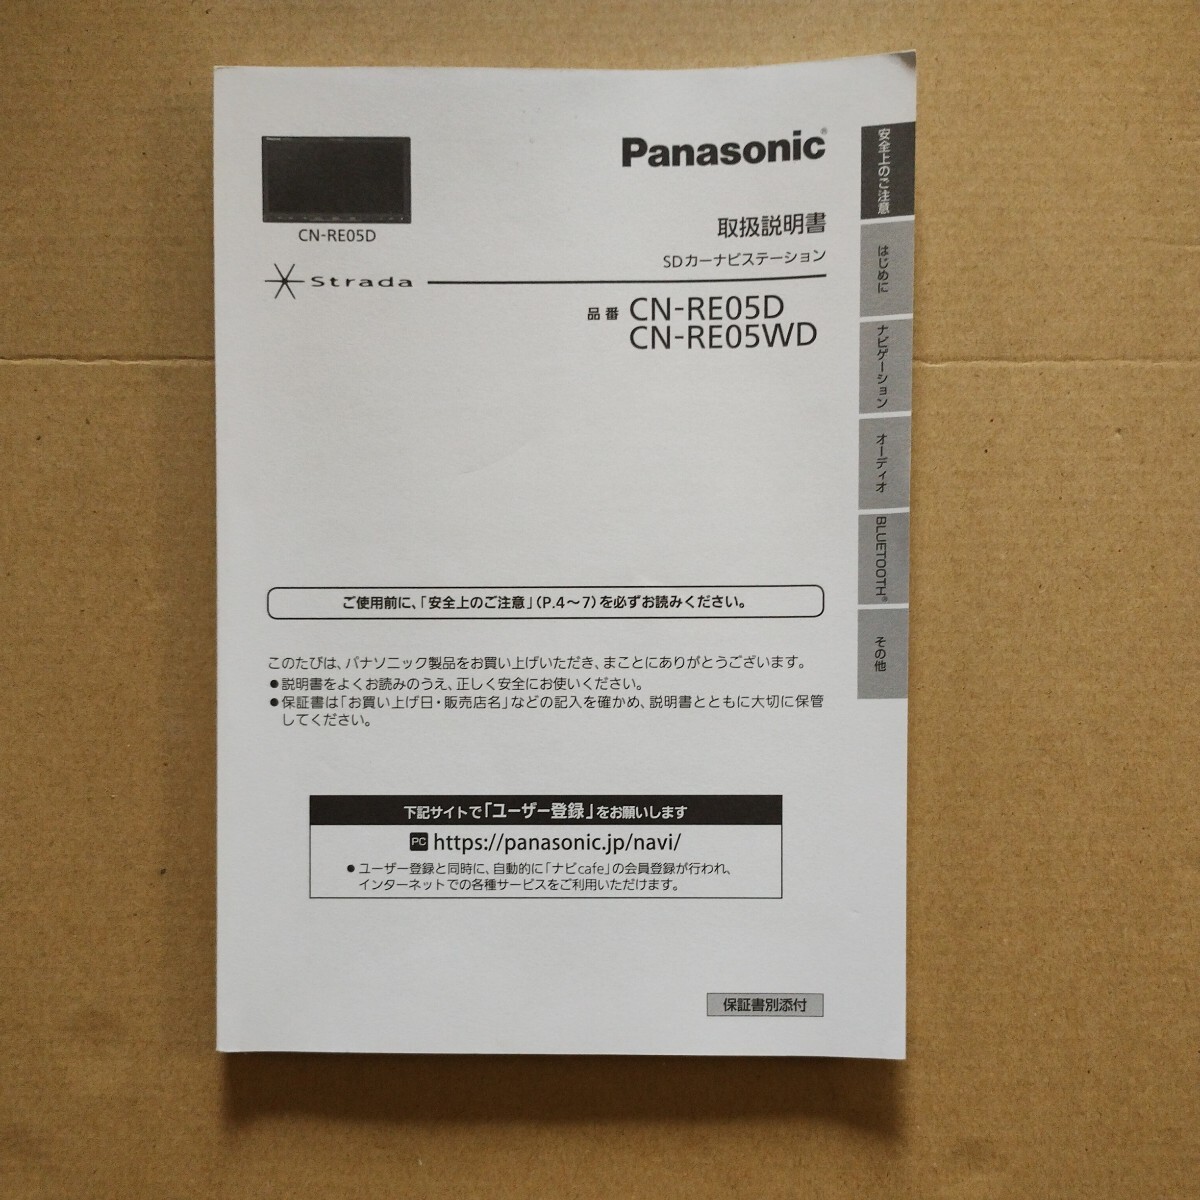 Panasonic®
CN-RE05D
取扱説明書
SDカーナビステーション
Strada
品番 CN-RE05D
CN-RE05WD
ご使用前に、「安全上のご注意」(P.4～7)を必ずお読みください。
このたびは、パナソニック製品をお買い上げいただき、まことにありがとうございます。
●説明書をよくお読みのうえ、正しく安全にお使いください。
●保証書は「お買い上げ日・販売店名」などの記入を確かめ、説明書とともに大切に保管
してください。
下記サイトで「ユーザー登録」をお願いします
PC https://panasonic.jp/navi/
●ユーザー登録と同時に、自動的に「ナビcafe」の会員登録が行われ、
インターネットでの各種サービスをご利用いただけます。
保証書別添付
安全上のご注意
はじめに
ナビゲーション
オーディオ
BLUETOOTH®
その他